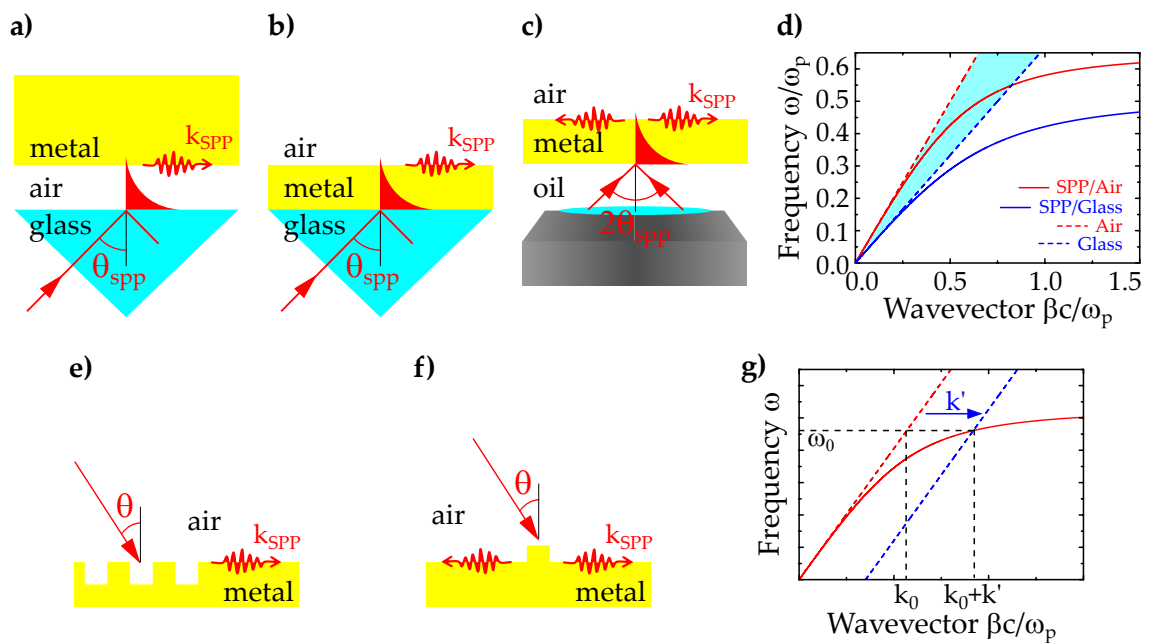 a)
metal
k_SPP
air
glass
θ_spp
b)
air
k_SPP
metal
glass
θ_spp
c)
air
k_SPP
metal
oil
2θ_spp
d)
Frequency ω/ω_p
0.6
0.5
0.4
0.3
0.2
0.1
0.0
SPP/Air
SPP/Glass
Air
Glass
0.0 0.5 1.0 1.5
Wavevector βc/ω_p
e)
θ
air
k_SPP
metal
f)
θ
air
k_SPP
metal
g)
Frequency ω
k'
ω_0
k_0 k_0+k'
Wavevector βc/ω_p